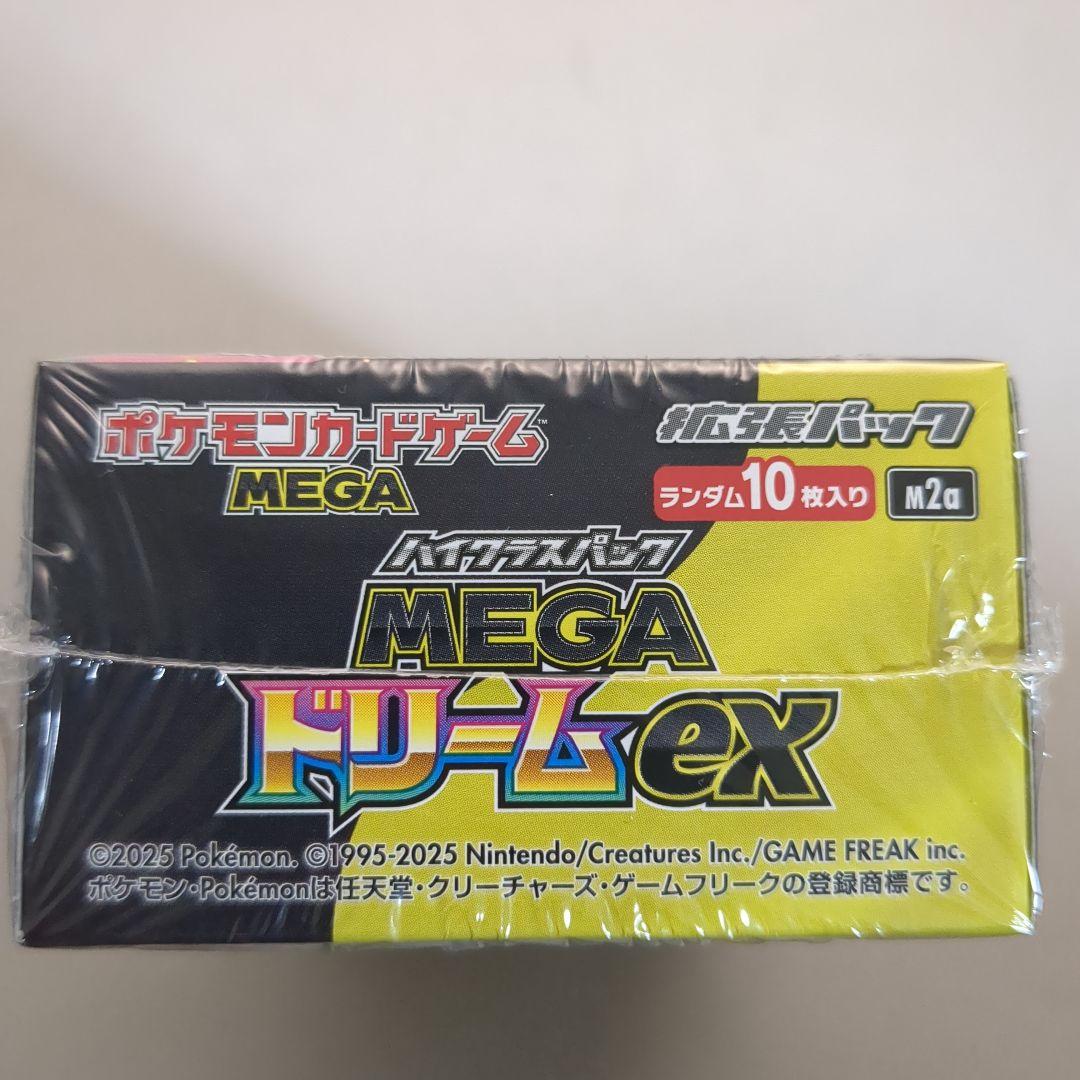 ポケモンカードゲーム™
MEGA
拡張パック
ランダム10枚入り
M2a
ハイクラスパック
MEGA
ドリームex
©2025 Pokémon. ©1995-2025 Nintendo/Creatures Inc./GAME FREAK inc.
ポケモン・Pokémonは任天堂・クリーチャーズ・ゲームフリークの登録商標です。